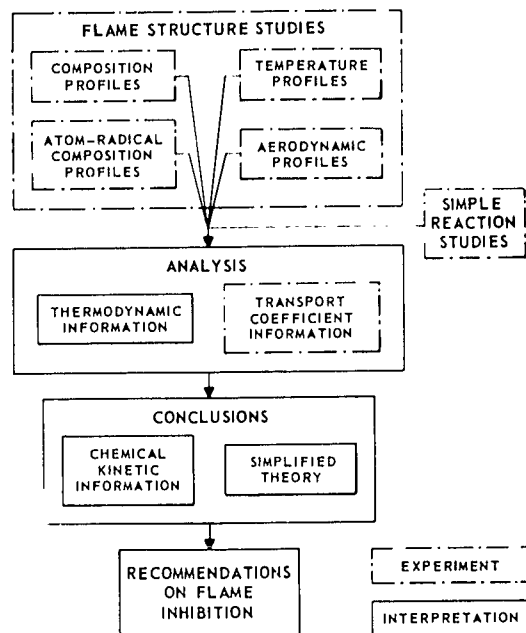 FLAME STRUCTURE STUDIES
COMPOSITION
PROFILES
TEMPERATURE
PROFILES
ATOM-RADICAL
COMPOSITION
PROFILES
AERODYNAMIC
PROFILES
SIMPLE
REACTION
STUDIES
ANALYSIS
THERMODYNAMIC
INFORMATION
TRANSPORT
COEFFICIENT
INFORMATION
CONCLUSIONS
CHEMICAL
KINETIC
INFORMATION
SIMPLIFIED
THEORY
RECOMMENDATIONS
ON FLAME
INHIBITION
EXPERIMENT
INTERPRETATION